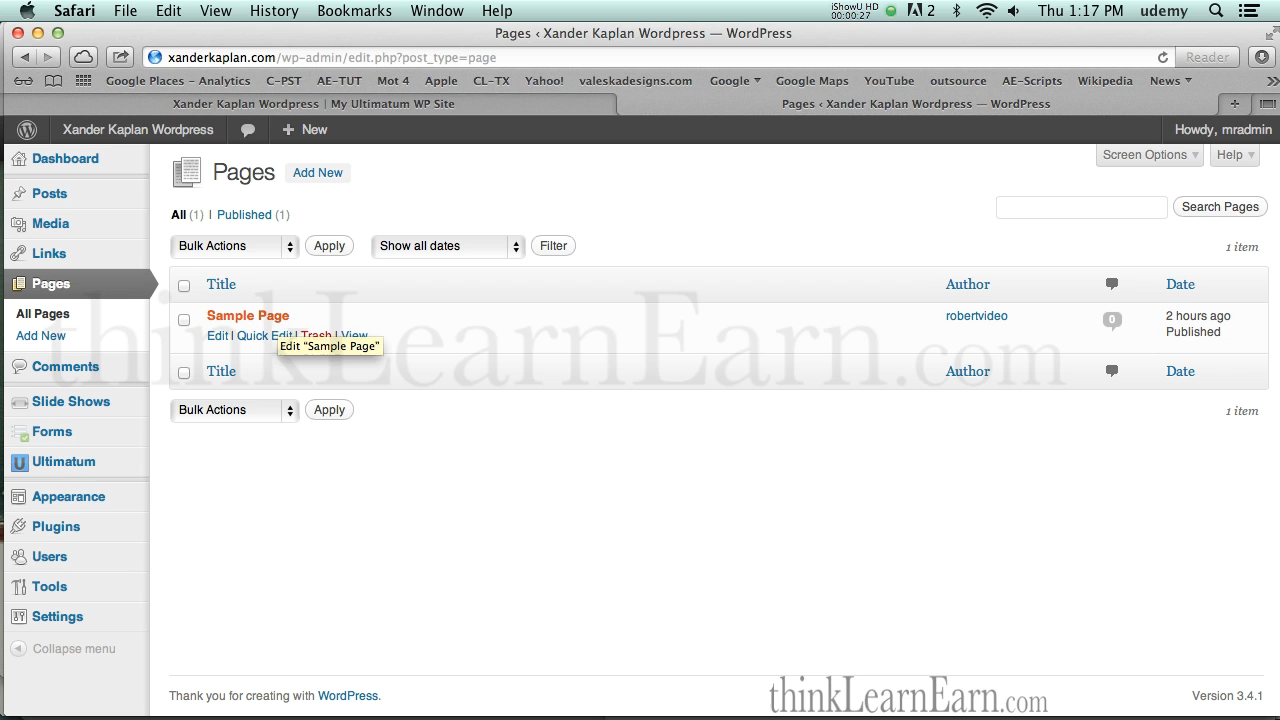 Safari File Edit View History Bookmarks Window Help iShowU HD 00:00:27 2 Thu 1:17 PM udemy
Pages ‹ Xander Kaplan Wordpress — WordPress
xanderkaplan.com/wp-admin/edit.php?post_type=page Reader
Google Places – Analytics C-PST AE-TUT Mot 4 Apple CL-TX Yahoo! valeskadesigns.com Google Google Maps YouTube outsource AE-Scripts Wikipedia News
Xander Kaplan Wordpress | My Ultimatum WP Site Pages ‹ Xander Kaplan Wordpress — WordPress
Xander Kaplan Wordpress + New Howdy, mradmin
Dashboard
Posts
Media
Links
Pages
All Pages
Add New
Comments
Slide Shows
Forms
Ultimatum
Appearance
Plugins
Users
Tools
Settings
Collapse menu
Screen Options Help
Pages Add New
All (1) | Published (1) Search Pages
Bulk Actions Apply Show all dates Filter 1 item
Title Author Date
Sample Page robertvideo 0 2 hours ago
Edit | Quick Edit | Trash | View Published
Edit “Sample Page”
thinkLearnEarn.com
Title Author Date
Bulk Actions Apply 1 item
Thank you for creating with WordPress. thinkLearnEarn.com Version 3.4.1